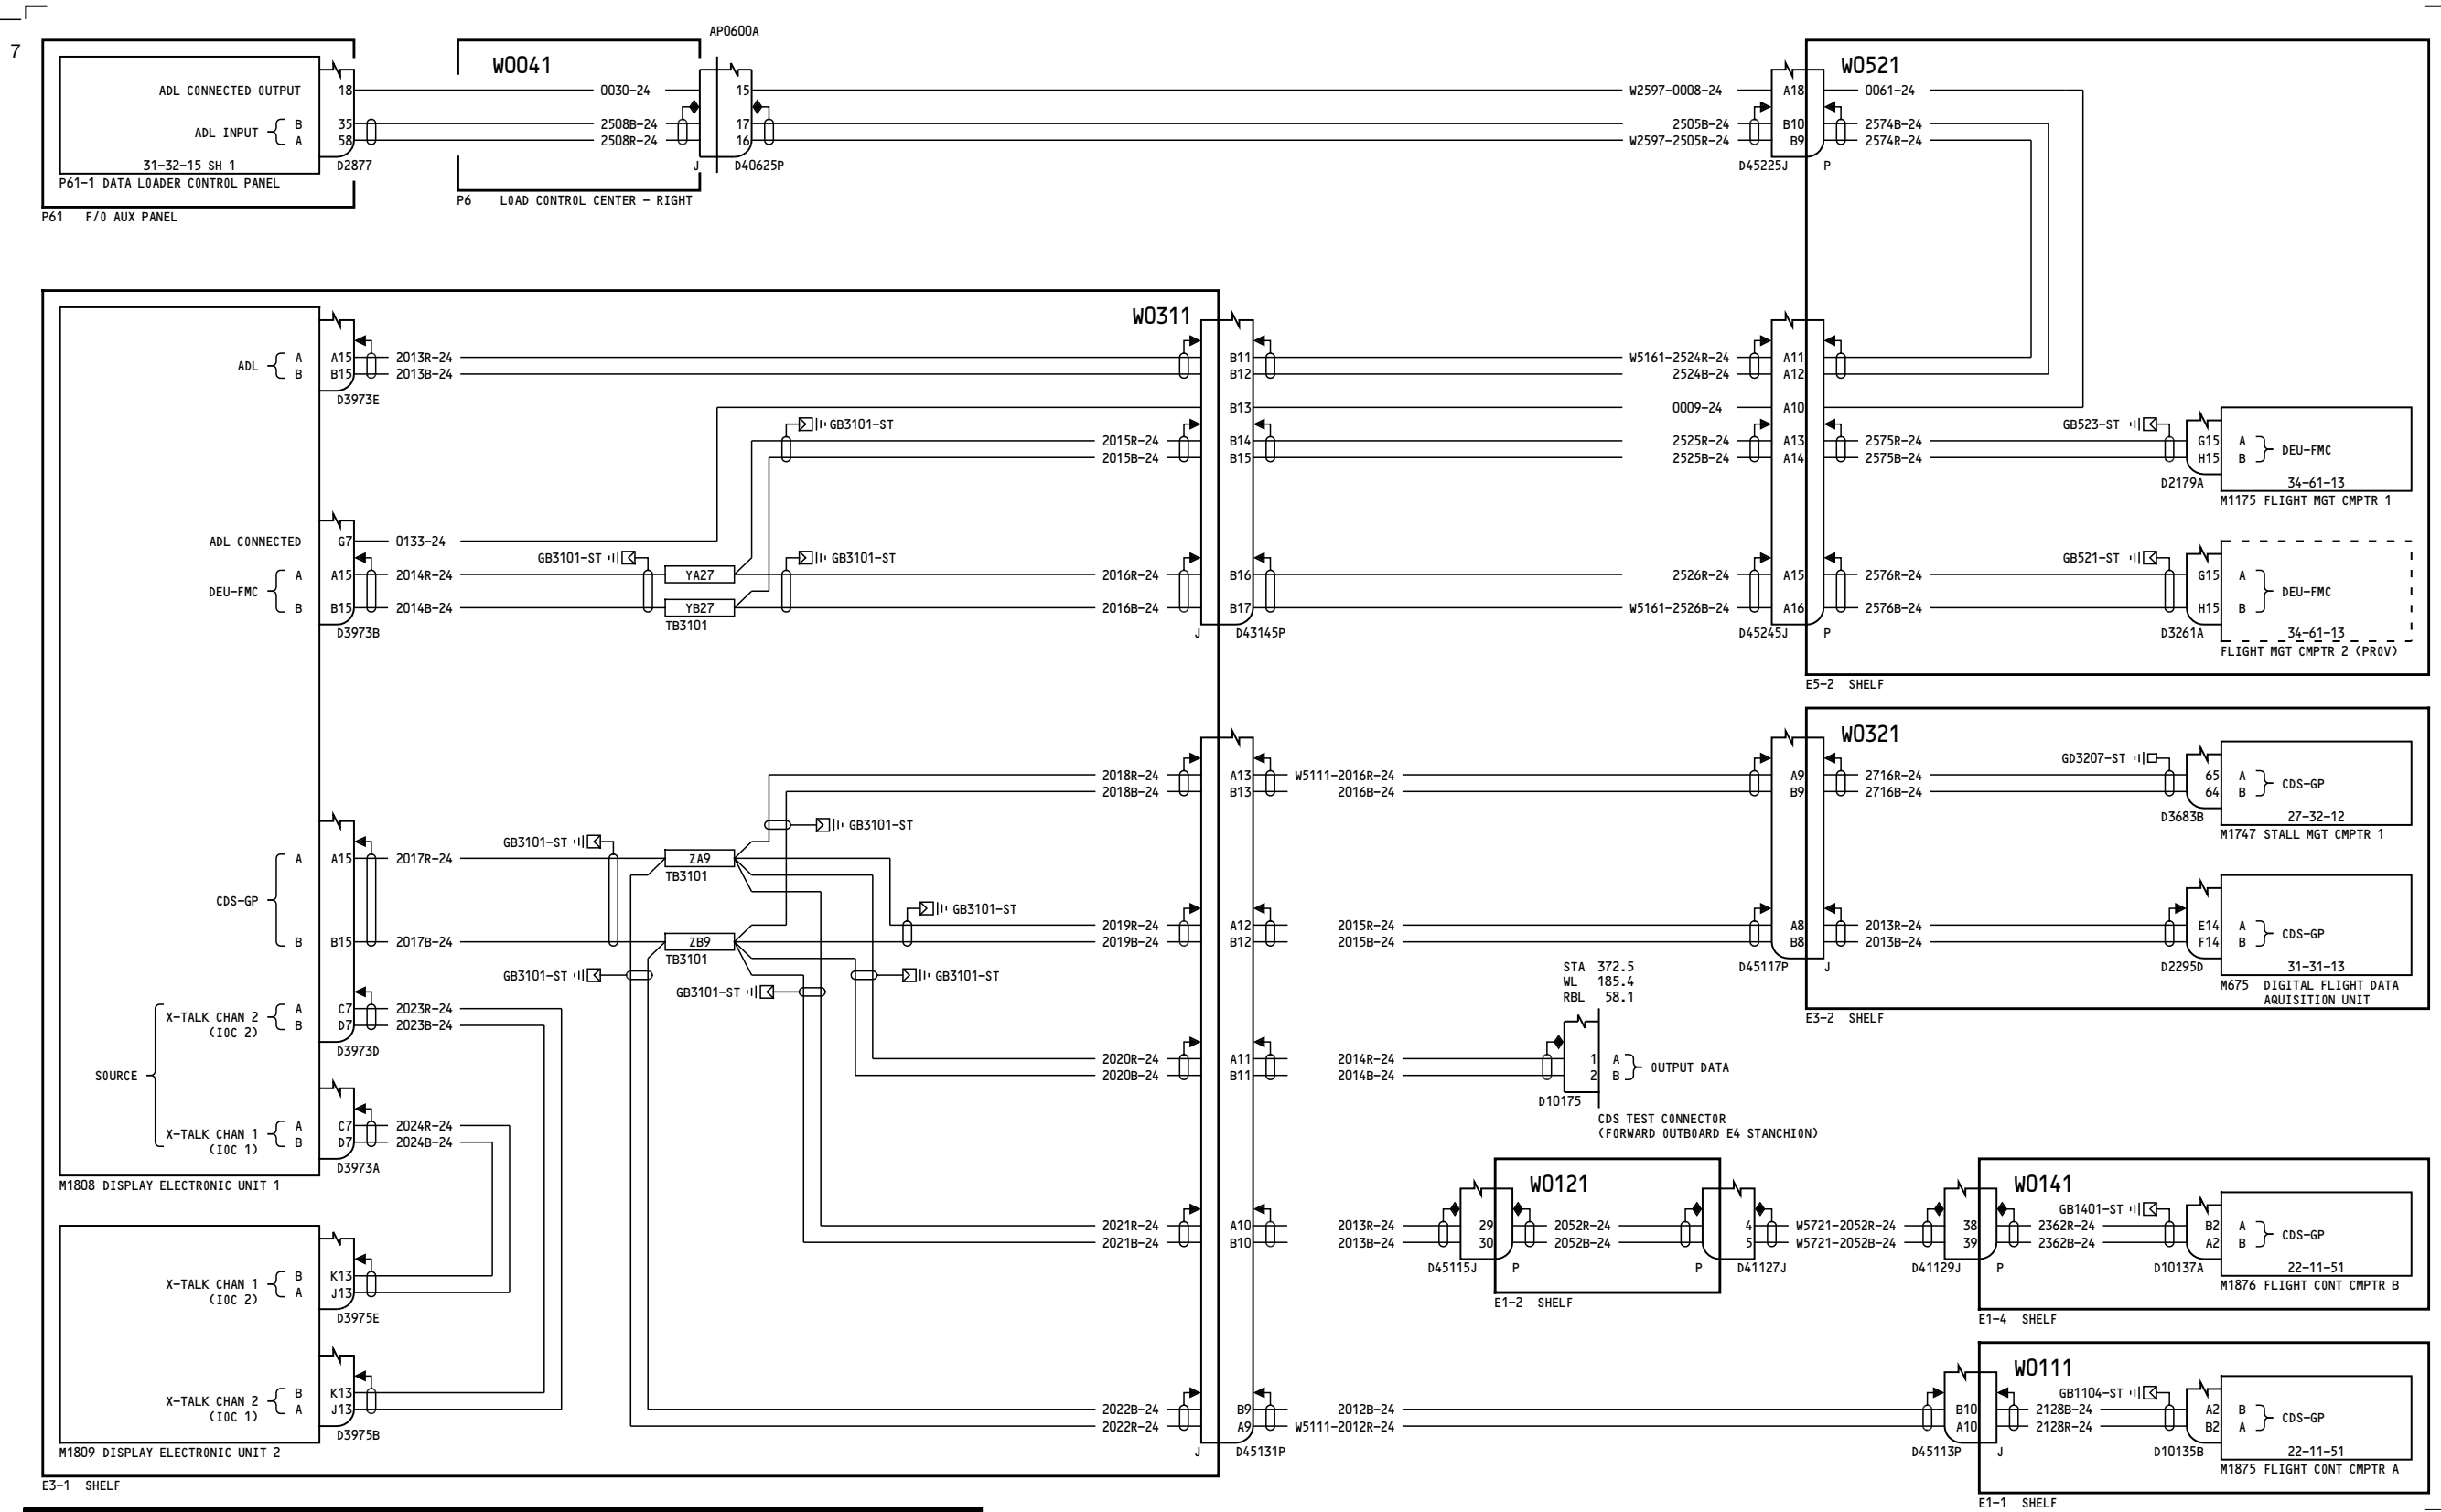 7
AP0600A
W0041
W0521
ADL CONNECTED OUTPUT 18 0030-24 15 W2597-0008-24 A18 0061-24
ADL INPUT B 35 2508B-24 17 2505B-24 B10 2574B-24
A 58 2508R-24 16 W2597-2505R-24 B9 2574R-24
31-32-15 SH 1 D2877 J D40625P D45225J P
P61-1 DATA LOADER CONTROL PANEL
P6 LOAD CONTROL CENTER - RIGHT
P61 F/O AUX PANEL
W0311
ADL A A15 2013R-24 B11 W5161-2524R-24 A11
B B15 2013B-24 B12 2524B-24 A12
D3973E
B13 0009-24 A10
GB3101-ST GB523-ST
2015R-24 B14 2525R-24 A13 2575R-24 G15 A DEU-FMC
2015B-24 B15 2525B-24 A14 2575B-24 H15 B
D2179A 34-61-13
M1175 FLIGHT MGT CMPTR 1
ADL CONNECTED G7 0133-24
GB3101-ST GB3101-ST GB521-ST
DEU-FMC A A15 2014R-24 YA27 2016R-24 B16 2526R-24 A15 2576R-24 G15 A DEU-FMC
B B15 2014B-24 YB27 2016B-24 B17 W5161-2526B-24 A16 2576B-24 H15 B
D3973B TB3101 J D43145P D45245J P D3261A 34-61-13
FLIGHT MGT CMPTR 2 (PROV)
E5-2 SHELF
W0321
GD3207-ST
2018R-24 A13 W5111-2016R-24 A9 2716R-24 65 A CDS-GP
2018B-24 B13 2016B-24 B9 2716B-24 64 B
D3683B 27-32-12
GB3101-ST
M1747 STALL MGT CMPTR 1
GB3101-ST
CDS-GP A A15 2017R-24 ZA9
TB3101
GB3101-ST
2019R-24 A12 2015R-24 A8 2013R-24 E14 A CDS-GP
B B15 2017B-24 ZB9 2019B-24 B12 2015B-24 B8 2013B-24 F14 B
TB3101
D45117P J D2295D 31-31-13
GB3101-ST GB3101-ST
GB3101-ST
M675 DIGITAL FLIGHT DATA
AQUISITION UNIT
E3-2 SHELF
STA 372.5
WL 185.4
RBL 58.1
SOURCE
X-TALK CHAN 2 A C7 2023R-24
(IOC 2) B D7 2023B-24
D3973D
2020R-24 A11 2014R-24 1 A OUTPUT DATA
2020B-24 B11 2014B-24 2 B
D10175
CDS TEST CONNECTOR
(FORWARD OUTBOARD E4 STANCHION)
X-TALK CHAN 1 A C7 2024R-24
(IOC 1) B D7 2024B-24
D3973A
M1808 DISPLAY ELECTRONIC UNIT 1
W0121
W0141
GB1401-ST
2021R-24 A10 2013R-24 29 2052R-24 4 W5721-2052R-24 38 2362R-24 B2 A CDS-GP
2021B-24 B10 2013B-24 30 2052B-24 5 W5721-2052B-24 39 2362B-24 A2 B
D45115J P P D41127J D41129J P D10137A 22-11-51
M1876 FLIGHT CONT CMPTR B
E1-2 SHELF
E1-4 SHELF
X-TALK CHAN 1 B K13
(IOC 2) A J13
D3975E
W0111
GB1104-ST
X-TALK CHAN 2 B K13
(IOC 1) A J13
D3975B
2022B-24 B9 2012B-24 B10 2128B-24 A2 B CDS-GP
2022R-24 A9 W5111-2012R-24 A10 2128R-24 B2 A
J D45131P D45113P J D10135B 22-11-51
M1809 DISPLAY ELECTRONIC UNIT 2
M1875 FLIGHT CONT CMPTR A
E3-1 SHELF
E1-1 SHELF